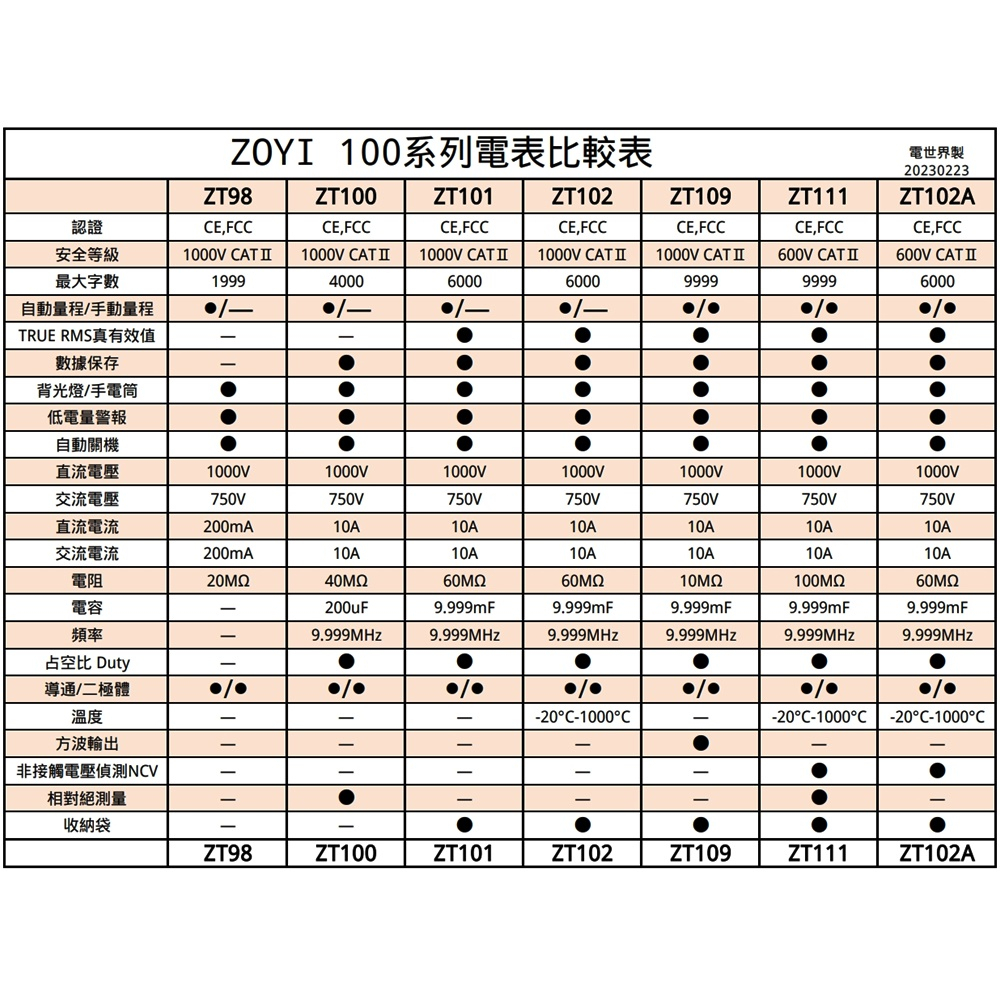 ZOYI 100系列電表比較表
電世界製
20230223
ZT98 ZT100 ZT101 ZT102 ZT109 ZT111 ZT102A
認證 CE,FCC CE,FCC CE,FCC CE,FCC CE,FCC CE,FCC CE,FCC
安全等級 1000V CATⅡ 1000V CATⅡ 1000V CATⅡ 1000V CATⅡ 1000V CATⅡ 600V CATⅡ 600V CATⅡ
最大字數 1999 4000 6000 6000 9999 9999 6000
自動量程/手動量程 ●/— ●/— ●/— ●/— ●/● ●/● ●/●
TRUE RMS真有效值 — — ● ● ● ● ●
數據保存 — ● ● ● ● ● ●
背光燈/手電筒 ● ● ● ● ● ● ●
低電量警報 ● ● ● ● ● ● ●
自動關機 ● ● ● ● ● ● ●
直流電壓 1000V 1000V 1000V 1000V 1000V 1000V 1000V
交流電壓 750V 750V 750V 750V 750V 750V 750V
直流電流 200mA 10A 10A 10A 10A 10A 10A
交流電流 200mA 10A 10A 10A 10A 10A 10A
電阻 20MΩ 40MΩ 60MΩ 60MΩ 10MΩ 100MΩ 60MΩ
電容 — 200uF 9.999mF 9.999mF 9.999mF 9.999mF 9.999mF
頻率 — 9.999MHz 9.999MHz 9.999MHz 9.999MHz 9.999MHz 9.999MHz
占空比 Duty — ● ● ● ● ● ●
導通/二極體 ●/● ●/● ●/● ●/● ●/● ●/● ●/●
溫度 — — — -20°C-1000°C — -20°C-1000°C -20°C-1000°C
方波輸出 — — — — ● — —
非接觸電壓偵測NCV — — — — — ● ●
相對絕測量 — ● — — — ● —
收納袋 — — ● ● ● ● ●
ZT98 ZT100 ZT101 ZT102 ZT109 ZT111 ZT102A